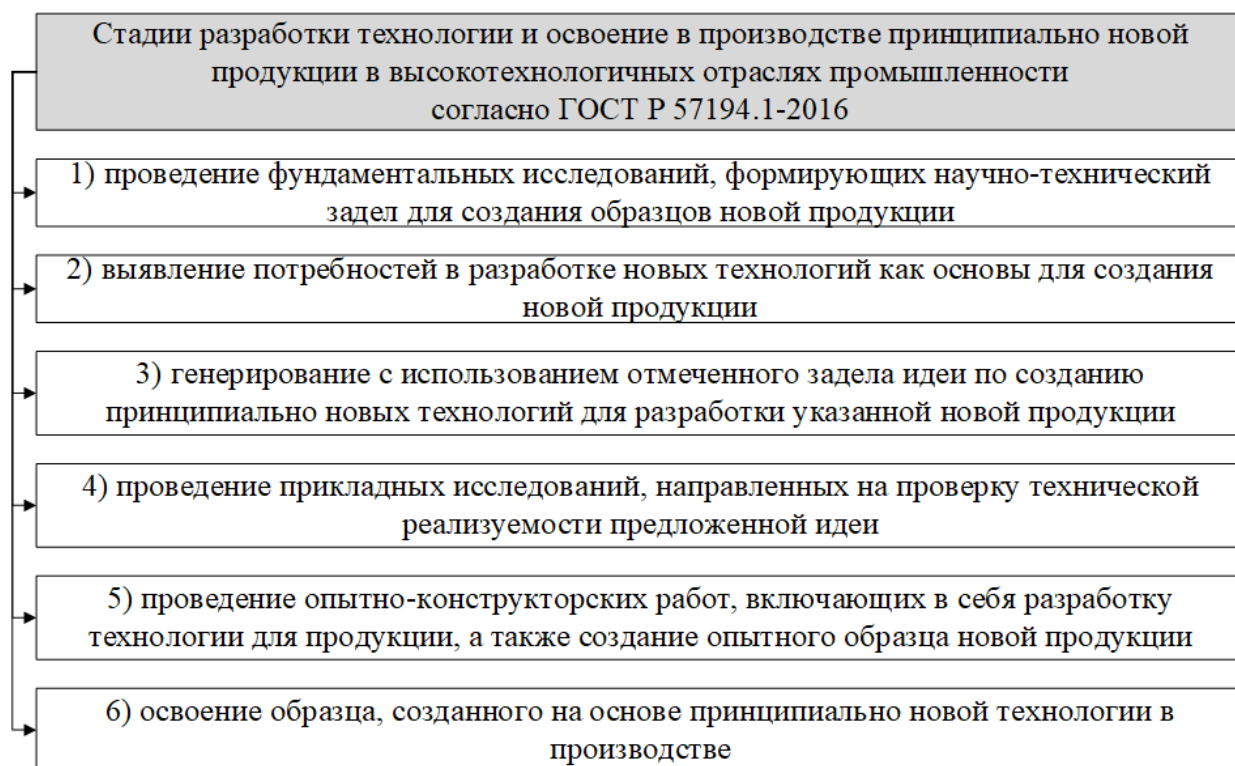 Стадии разработки технологии и освоение в производстве принципиально новой
продукции в высокотехнологичных отраслях промышленности
согласно ГОСТ Р 57194.1-2016
1) проведение фундаментальных исследований, формирующих научно-технический
задел для создания образцов новой продукции
2) выявление потребностей в разработке новых технологий как основы для создания
новой продукции
3) генерирование с использованием отмеченного задела идеи по созданию
принципиально новых технологий для разработки указанной новой продукции
4) проведение прикладных исследований, направленных на проверку технической
реализуемости предложенной идеи
5) проведение опытно-конструкторских работ, включающих в себя разработку
технологии для продукции, а также создание опытного образца новой продукции
6) освоение образца, созданного на основе принципиально новой технологии в
производстве